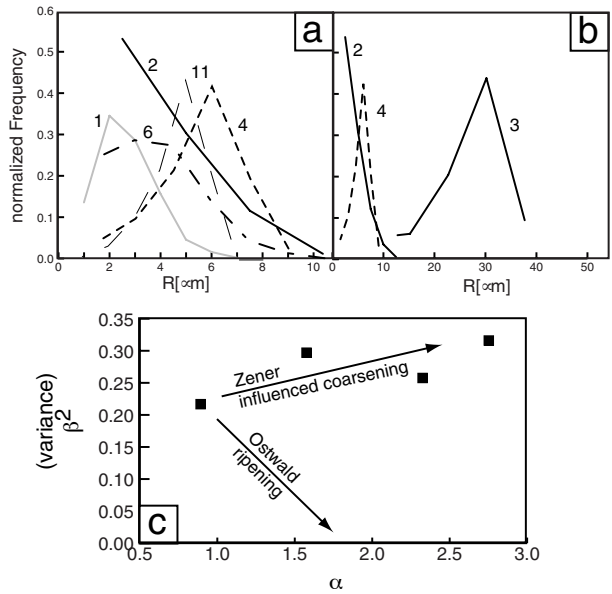 a
b
0.6
0.5
0.4
0.3
0.2
0.1
0.0
normalized Frequency
1
2
6
11
4
0 2 4 6 8 10
R[∝m]
2
4
3
0 10 20 30 40 50
R[∝m]
0.35
0.30
0.25
0.20
0.15
0.10
0.05
0.00
(variance)
β²
Zener
influenced coarsening
Ostwald
ripening
c
0.5 1.0 1.5 2.0 2.5 3.0
α